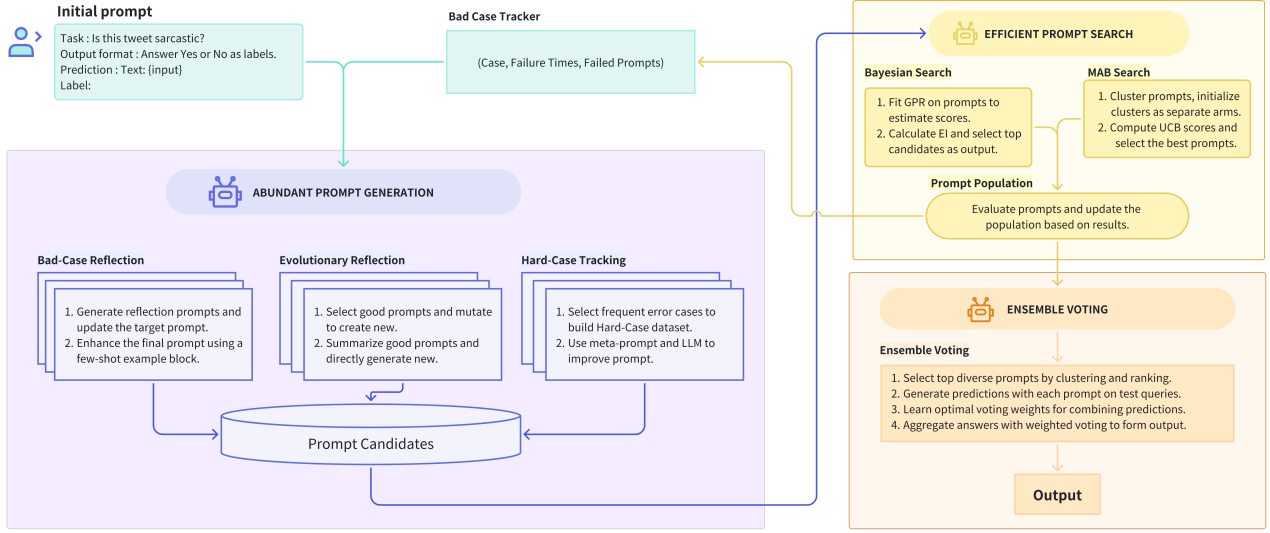 Initial prompt
Task : Is this tweet sarcastic?
Output format : Answer Yes or No as labels.
Prediction : Text: {input}
Label:
Bad Case Tracker
(Case, Failure Times, Failed Prompts)
ABUNDANT PROMPT GENERATION
Bad-Case Reflection
1. Generate reflection prompts and
update the target prompt.
2. Enhance the final prompt using a
few-shot example block.
Evolutionary Reflection
1. Select good prompts and mutate
to create new.
2. Summarize good prompts and
directly generate new.
Hard-Case Tracking
1. Select frequent error cases to
build Hard-Case dataset.
2. Use meta-prompt and LLM to
improve prompt.
Prompt Candidates
EFFICIENT PROMPT SEARCH
Bayesian Search
1. Fit GPR on prompts to
estimate scores.
2. Calculate EI and select top
candidates as output.
MAB Search
1. Cluster prompts, initialize
clusters as separate arms.
2. Compute UCB scores and
select the best prompts.
Prompt Population
Evaluate prompts and update the
population based on results.
ENSEMBLE VOTING
Ensemble Voting
1. Select top diverse prompts by clustering and ranking.
2. Generate predictions with each prompt on test queries.
3. Learn optimal voting weights for combining predictions.
4. Aggregate answers with weighted voting to form output.
Output